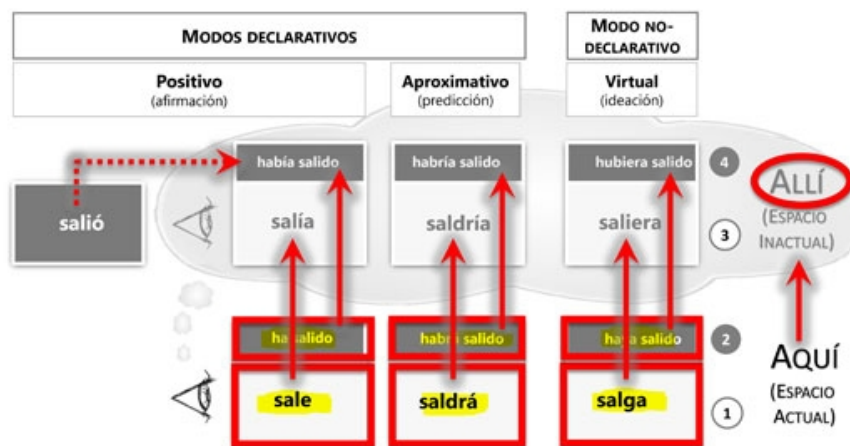 MODOS DECLARATIVOS
MODO NO-
DECLARATIVO
Positivo
(afirmación)
Aproximativo
(predicción)
Virtual
(ideación)
había salido
habría salido
hubiera salido
4
ALLÍ
(ESPACIO
INACTUAL)
salió
salía
saldría
saliera
3
ha salido
habrá salido
haya salido
2
AQUÍ
(ESPACIO
ACTUAL)
sale
saldrá
salga
1